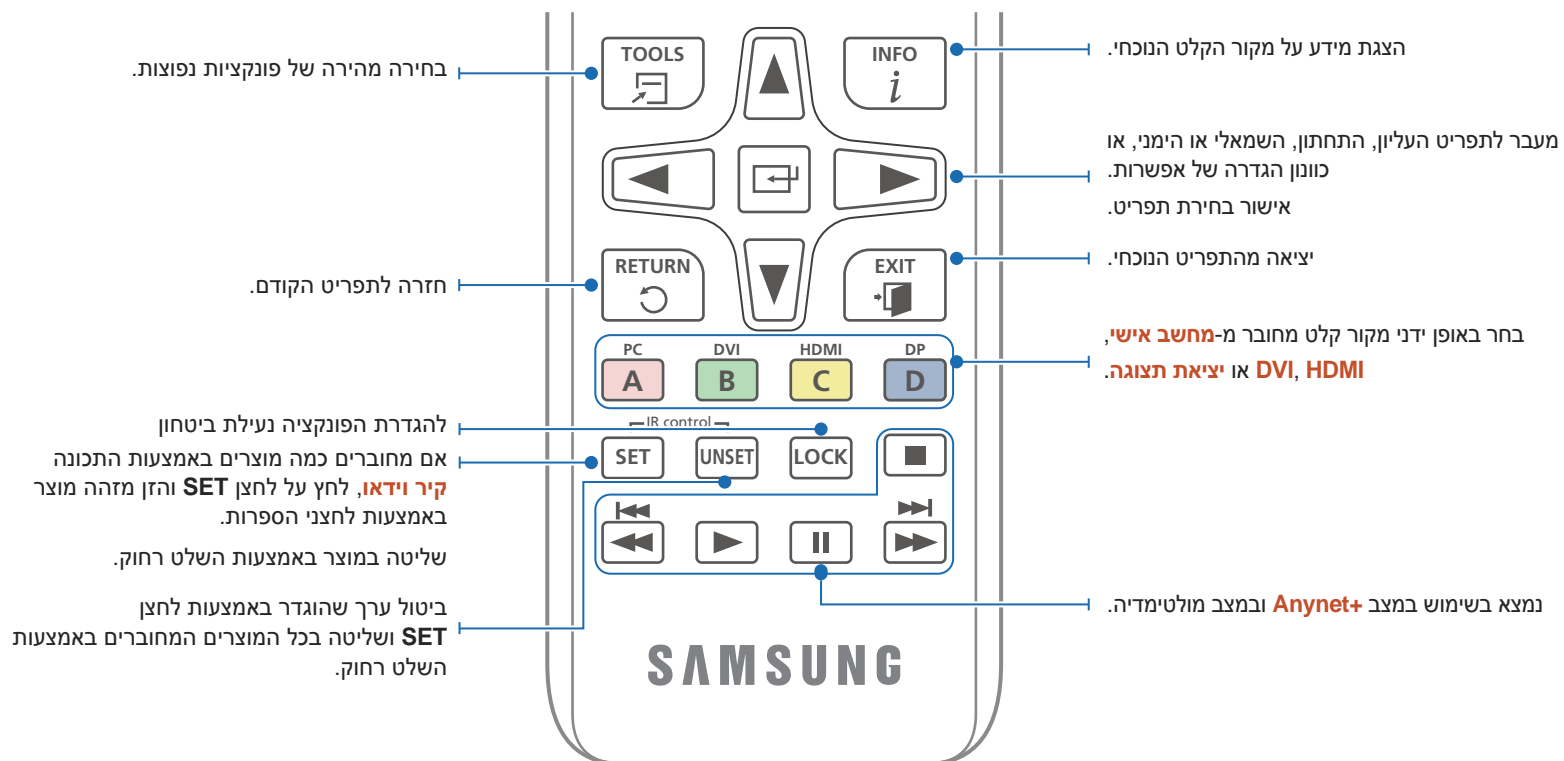 TOOLS
INFO
i
בחירה מהירה של פונקציות נפוצות.
הצגת מידע על מקור הקלט הנוכחי.
מעבר לתפריט העליון, התחתון, השמאלי או הימני, או
כוונון הגדרה של אפשרות.
אישור בחירת תפריט.
RETURN
EXIT
יציאה מהתפריט הנוכחי.
חזרה לתפריט הקודם.
PC
DVI
HDMI
DP
A
B
C
D
בחר באופן ידני מקור קלט מחובר מ-מחשב אישי,
DVI, HDMI או יציאת תצוגה.
IR control
SET
UNSET
LOCK
להגדרת הפונקציה נעילת ביטחון
אם מחוברים כמה מוצרים באמצעות התכונה
קיר וידאו, לחץ על לחצן SET והזן מזהה מוצר
באמצעות לחצני הספרות.
שליטה במוצר באמצעות השלט רחוק.
ביטול ערך שהוגדר באמצעות לחצן
SET ושליטה בכל המוצרים המחוברים באמצעות
השלט רחוק.
נמצא בשימוש במצב Anynet+ ובמצב מולטימדיה.
SAMSUNG